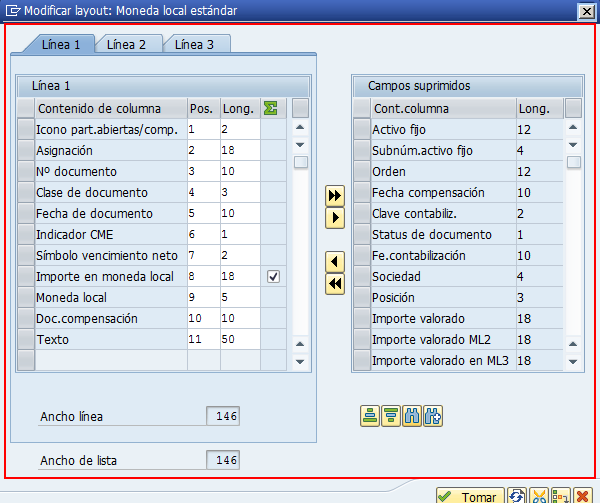 Modificar layout: Moneda local estándar
Línea 1 Línea 2 Línea 3
Línea 1
Contenido de columna Pos. Long. Σ
Icono part.abiertas/comp. 1 2
Asignación 2 18
Nº documento 3 10
Clase de documento 4 3
Fecha de documento 5 10
Indicador CME 6 1
Símbolo vencimiento neto 7 2
Importe en moneda local 8 18
Moneda local 9 5
Doc.compensación 10 10
Texto 11 50
Ancho línea 146
Ancho de lista 146
Campos suprimidos
Cont.columna Long.
Activo fijo 12
Subnúm.activo fijo 4
Orden 12
Fecha compensación 10
Clave contabiliz. 2
Status de documento 1
Fe.contabilización 10
Sociedad 4
Posición 3
Importe valorado 18
Importe valorado ML2 18
Importe valorado en ML3 18
Tomar